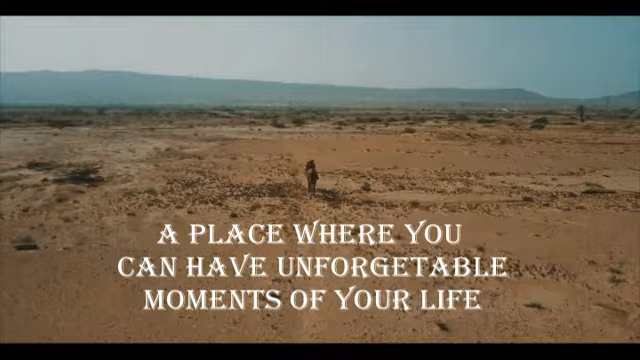 A PLACE WHERE YOU
CAN HAVE UNFORGETABLE
MOMENTS OF YOUR LIFE